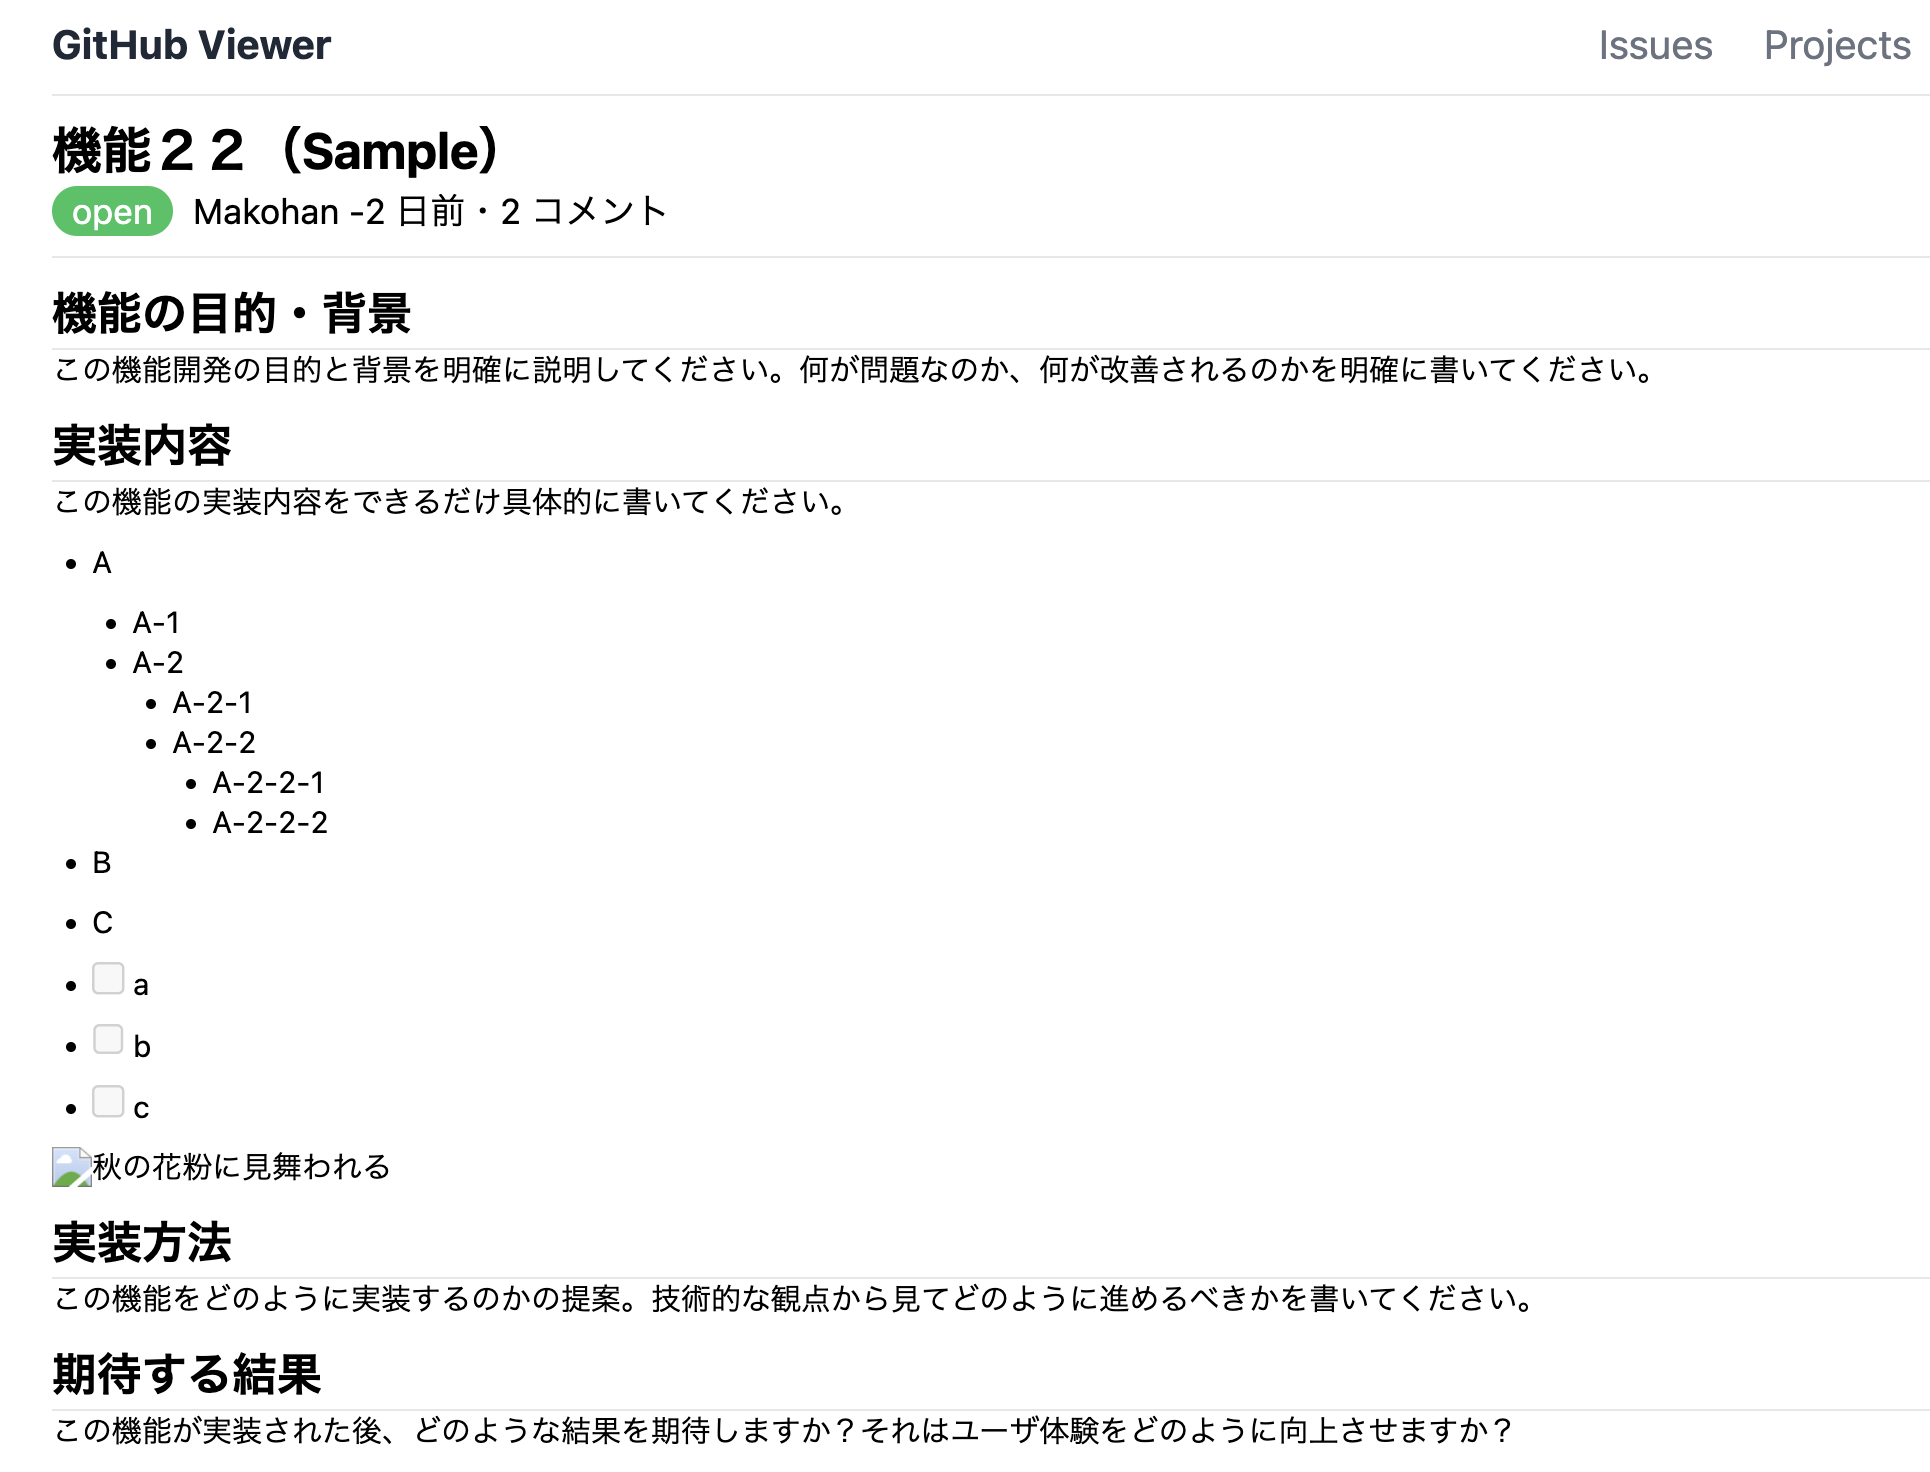 GitHub Viewer Issues Projects
機能２２（Sample）
open Makohan -2 日前・2 コメント
機能の目的・背景
この機能開発の目的と背景を明確に説明してください。何が問題なのか、何が改善されるのかを明確に書いてください。
実装内容
この機能の実装内容をできるだけ具体的に書いてください。
• A
• A-1
• A-2
• A-2-1
• A-2-2
• A-2-2-1
• A-2-2-2
• B
• C
• a
• b
• c
秋の花粉に見舞われる
実装方法
この機能をどのように実装するのかの提案。技術的な観点から見てどのように進めるべきかを書いてください。
期待する結果
この機能が実装された後、どのような結果を期待しますか？それはユーザ体験をどのように向上させますか？